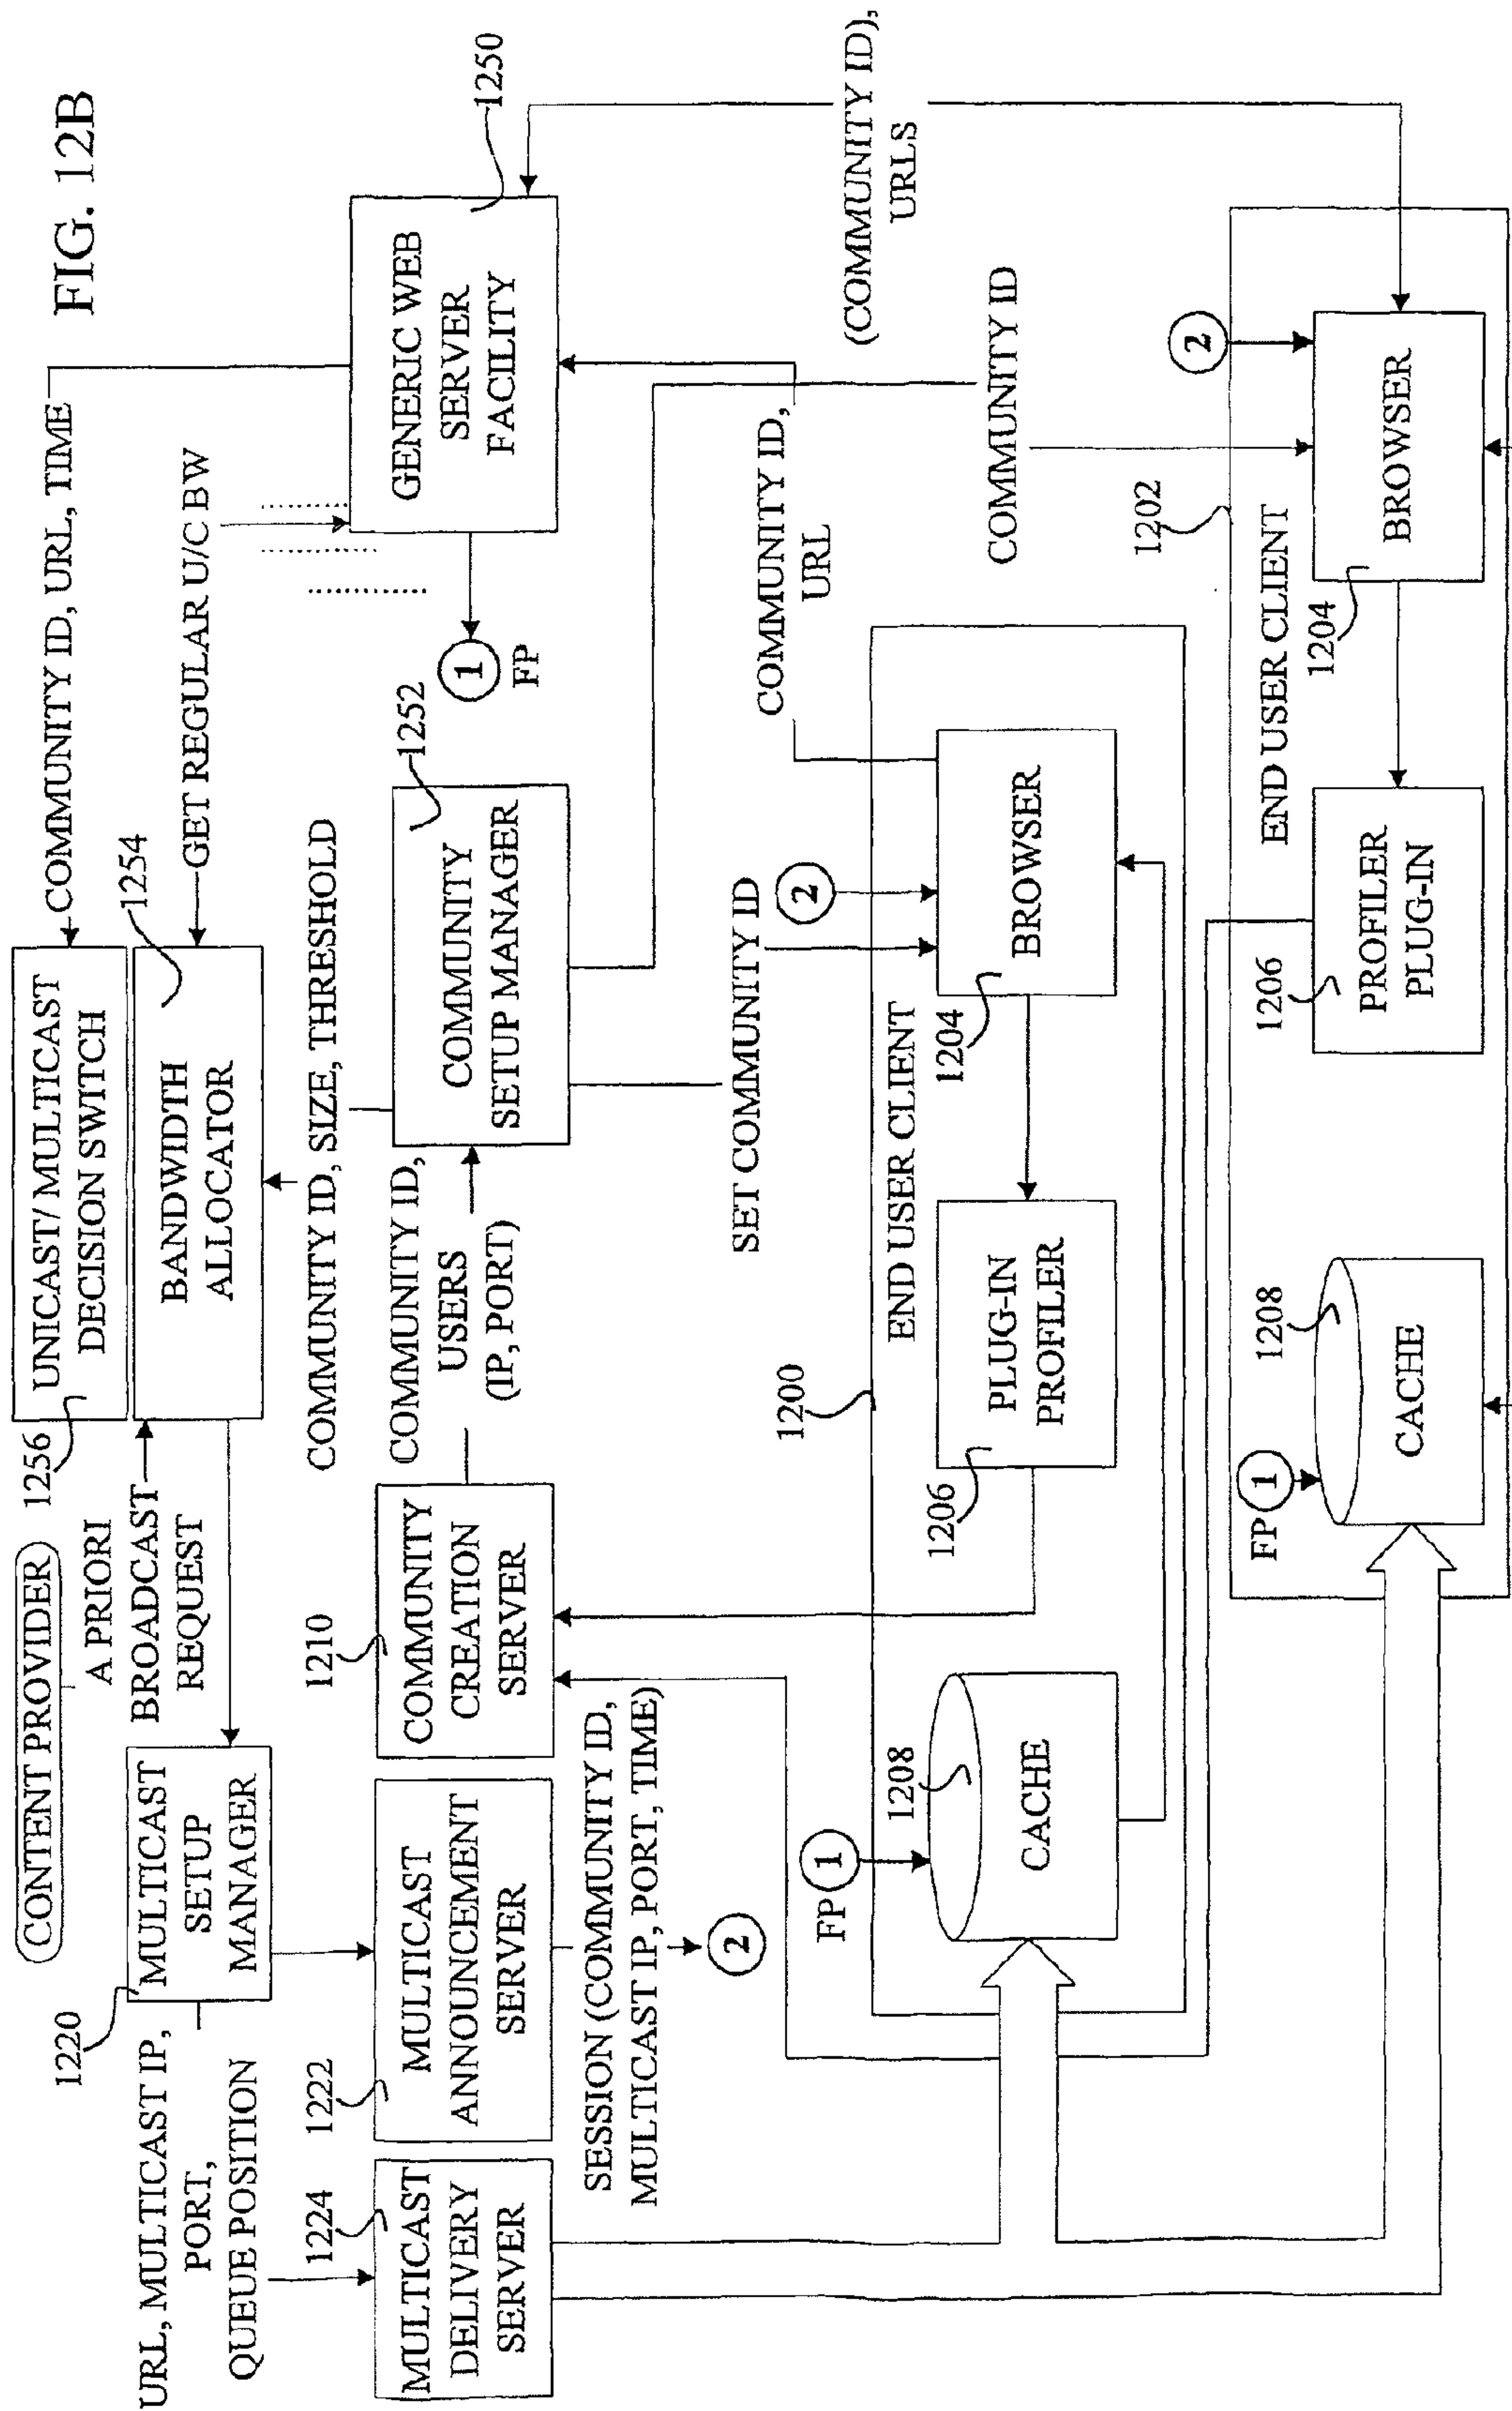 FIG. 12B
CONTENT PROVIDER
1256
UNICAST/ MULTICAST
DECISION SWITCH
COMMUNITY ID, URL, TIME
A PRIORI
BROADCAST
REQUEST
BANDWIDTH
ALLOCATOR
1254
GET REGULAR U/C BW
1220
MULTICAST
SETUP
MANAGER
URL, MULTICAST IP,
PORT,
QUEUE POSITION
COMMUNITY ID, SIZE, THRESHOLD
1224
MULTICAST
DELIVERY
SERVER
1222
MULTICAST
ANNOUNCEMENT
SERVER
1210
COMMUNITY
CREATION
SERVER
COMMUNITY ID,
USERS
(IP, PORT)
COMMUNITY
SETUP MANAGER
1252
1
FP
GENERIC WEB
SERVER
FACILITY
1250
SESSION (COMMUNITY ID,
MULTICAST IP, PORT, TIME)
2
SET COMMUNITY ID
2
COMMUNITY ID,
URL
(COMMUNITY ID),
URLS
COMMUNITY ID
1200
END USER CLIENT
FP
1
1208
CACHE
1206
PLUG-IN
PROFILER
1204
BROWSER
1202
END USER CLIENT
2
FP
1
1208
CACHE
1206
PROFILER
PLUG-IN
1204
BROWSER